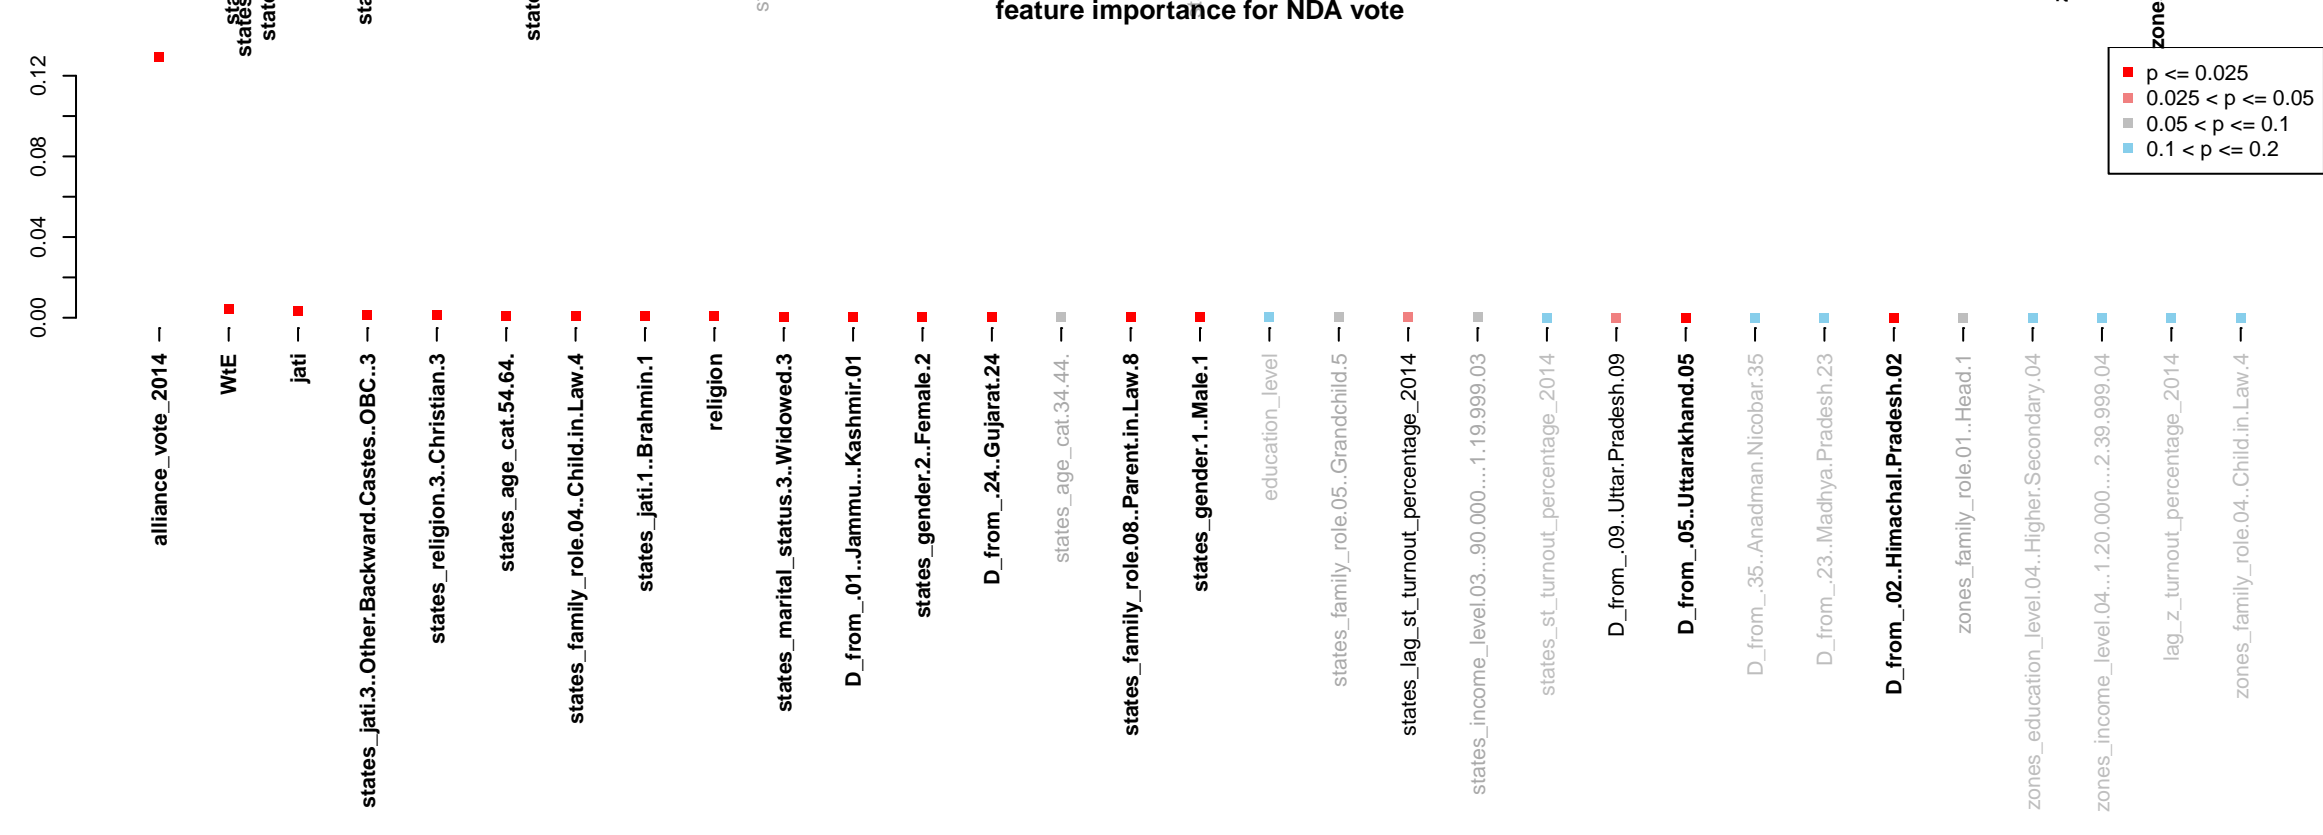 feature importance for NDA vote
0.12
0.08
0.04
0.00
p <= 0.025
0.025 < p <= 0.05
0.05 < p <= 0.1
0.1 < p <= 0.2
alliance_vote_2014
WtE
jati
states_jati.3..Other.Backward.Castes..OBC..3
states_religion.3..Christian.3
states_age_cat.54.64.
states_family_role.04..Child.in.Law.4
states_jati.1..Brahmin.1
religion
states_marital_status.3..Widowed.3
D_from_.01..Jammu...Kashmir.01
states_gender.2..Female.2
D_from_.24..Gujarat.24
states_age_cat.34.44.
states_family_role.08..Parent.in.Law.8
states_gender.1..Male.1
education_level
states_family_role.05..Grandchild.5
states_lag_st_turnout_percentage_2014
states_income_level.03...90.000....1.19.999.03
states_st_turnout_percentage_2014
D_from_.09..Uttar.Pradesh.09
D_from_.05..Uttarakhand.05
D_from_.35..Anadman.Nicobar.35
D_from_.23..Madhya.Pradesh.23
D_from_.02..Himachal.Pradesh.02
zones_family_role.01..Head.1
zones_education_level.04..Higher.Secondary.04
zones_income_level.04...1.20.000....2.39.999.04
lag_z_turnout_percentage_2014
zones_family_role.04..Child.in.Law.4